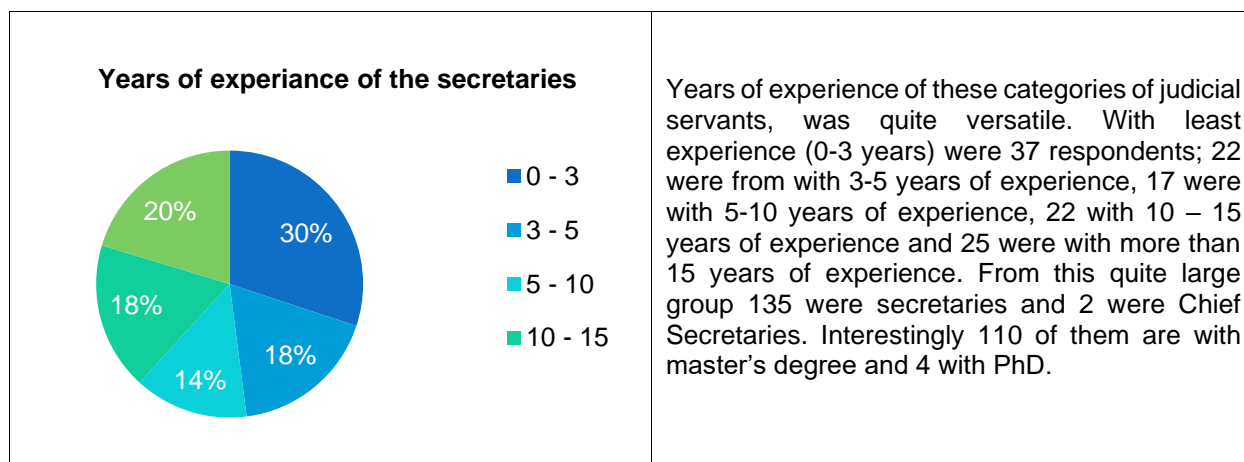 Years of experiance of the secretaries
20%
30%
18%
14%
18%
0 - 3
3 - 5
5 - 10
10 - 15
Years of experience of these categories of judicial
servants, was quite versatile. With least
experience (0-3 years) were 37 respondents; 22
were from with 3-5 years of experience, 17 were
with 5-10 years of experience, 22 with 10 – 15
years of experience and 25 were with more than
15 years of experience. From this quite large
group 135 were secretaries and 2 were Chief
Secretaries. Interestingly 110 of them are with
master’s degree and 4 with PhD.